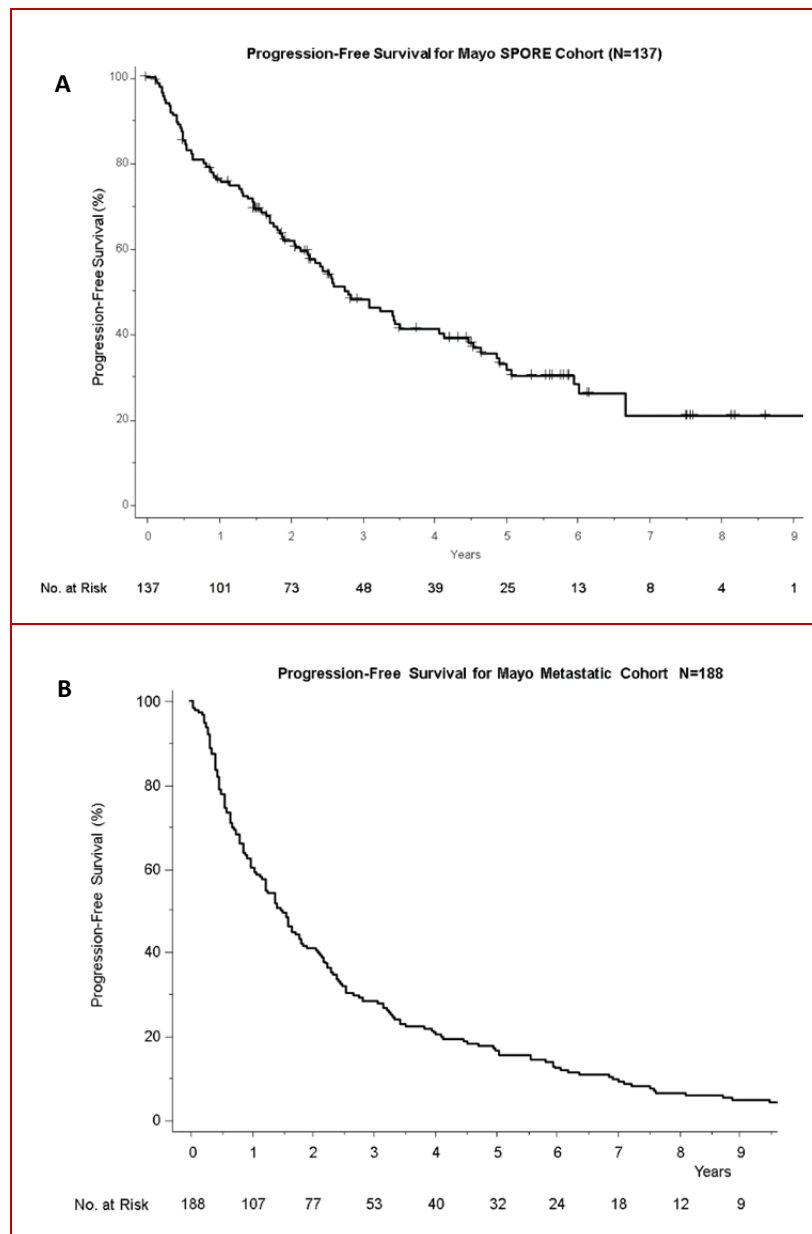 Progression-Free Survival for Mayo SPORE Cohort (N=137)
A
Progression-Free Survival (%)
100
80
60
40
20
0
0 1 2 3 4 5 6 7 8 9
Years
No. at Risk 137 101 73 48 39 25 13 8 4 1
Progression-Free Survival for Mayo Metastatic Cohort N=188
B
Progression-Free Survival (%)
100
80
60
40
20
0
0 1 2 3 4 5 6 7 8 9
Years
No. at Risk 188 107 77 53 40 32 24 18 12 9